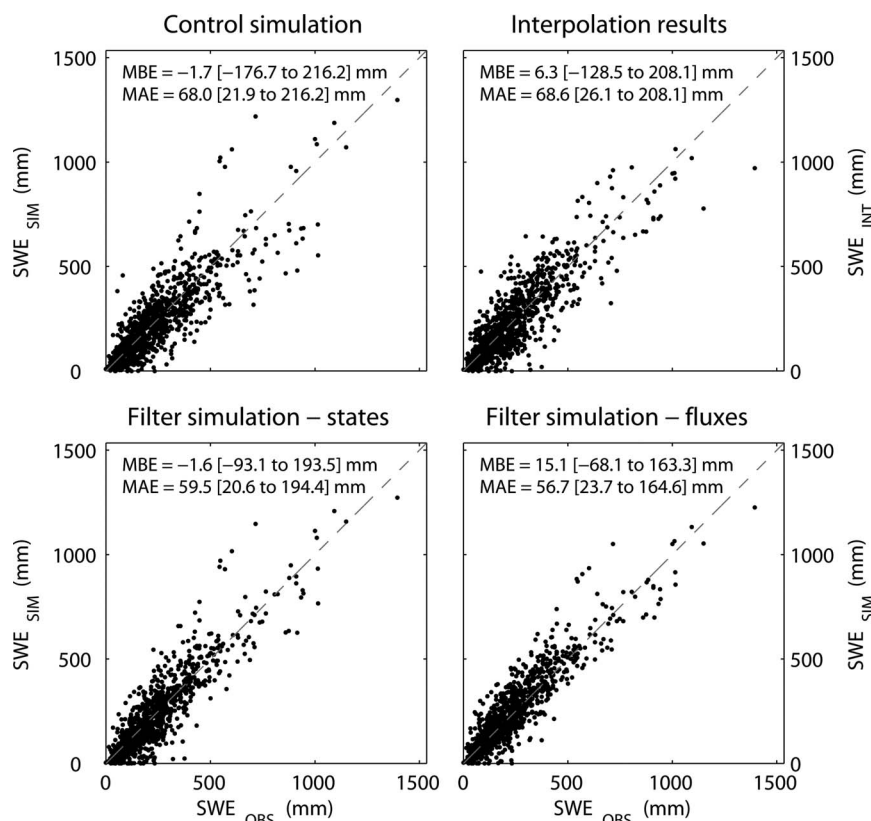 Control simulation
Interpolation results
MBE = −1.7 [−176.7 to 216.2] mm
MAE = 68.0 [21.9 to 216.2] mm
MBE = 6.3 [−128.5 to 208.1] mm
MAE = 68.6 [26.1 to 208.1] mm
1500
1000
500
0
SWE SIM (mm)
1500
1000
500
0
SWE INT (mm)
Filter simulation − states
Filter simulation − fluxes
MBE = −1.6 [−93.1 to 193.5] mm
MAE = 59.5 [20.6 to 194.4] mm
MBE = 15.1 [−68.1 to 163.3] mm
MAE = 56.7 [23.7 to 164.6] mm
1500
1000
500
0
SWE SIM (mm)
1500
1000
500
0
SWE SIM (mm)
0 500 1000 1500
0 500 1000 1500
SWE OBS (mm)
SWE OBS (mm)